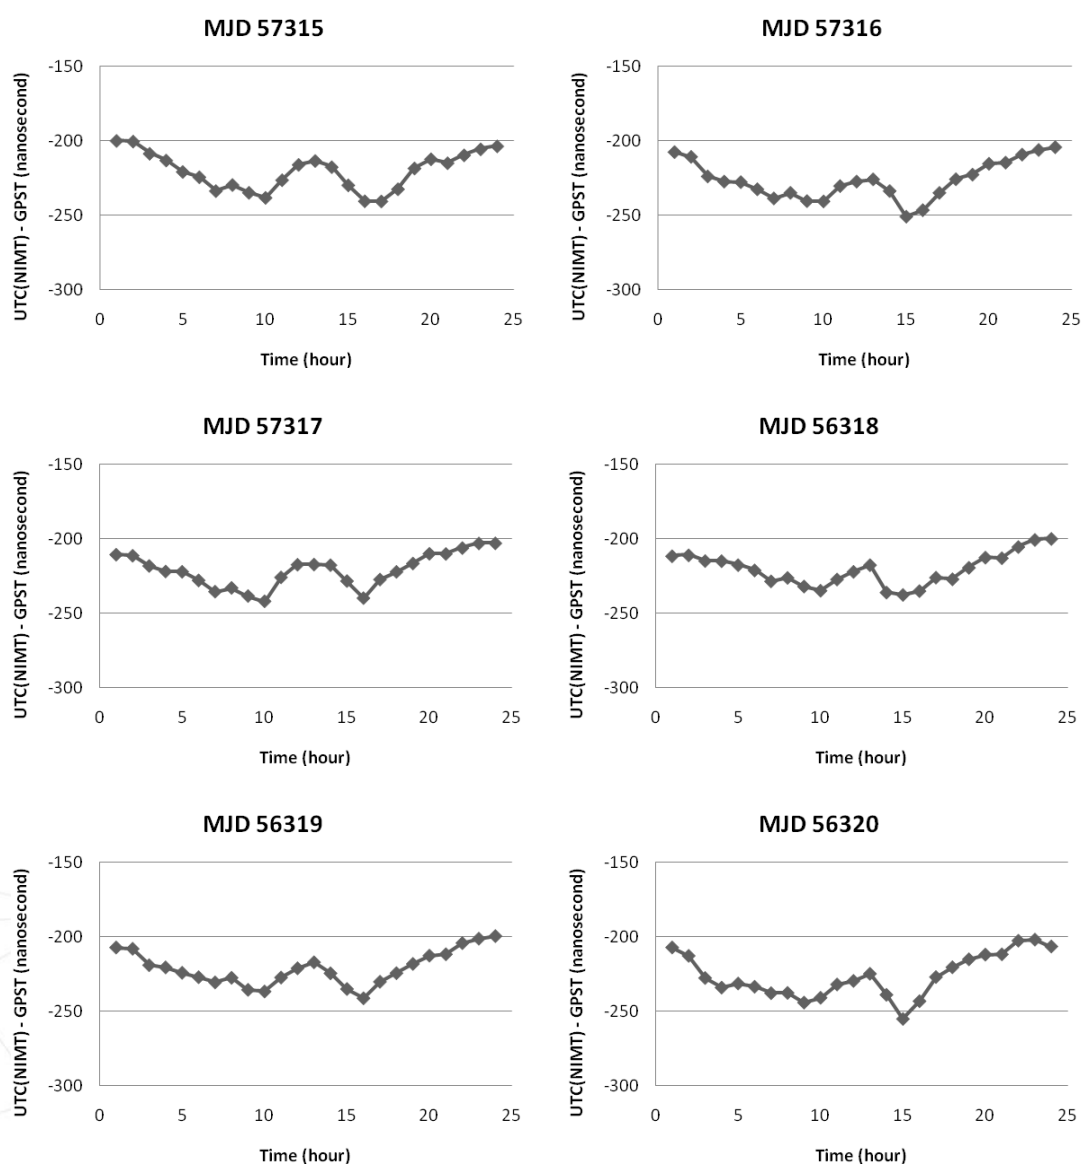 MJD 57315
UTC(NIMT) - GPST (nanosecond)
-150
-200
-250
-300
0 5 10 15 20 25
Time (hour)
MJD 57316
UTC(NIMT) - GPST (nanosecond)
-150
-200
-250
-300
0 5 10 15 20 25
Time (hour)
MJD 57317
UTC(NIMT) - GPST (nanosecond)
-150
-200
-250
-300
0 5 10 15 20 25
Time (hour)
MJD 56318
UTC(NIMT) - GPST (nanosecond)
-150
-200
-250
-300
0 5 10 15 20 25
Time (hour)
MJD 56319
UTC(NIMT) - GPST (nanosecond)
-150
-200
-250
-300
0 5 10 15 20 25
Time (hour)
MJD 56320
UTC(NIMT) - GPST (nanosecond)
-150
-200
-250
-300
0 5 10 15 20 25
Time (hour)